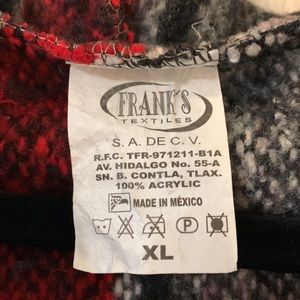 FRANK'S
TEXTILES
S. A. DE C. V.
R.F.C. TFR-971211-B1A
AV. HIDALGO No. 55-A
SN. B. CONTLA, TLAX.
100% ACRYLIC
MADE IN MÉXICO
P
XL